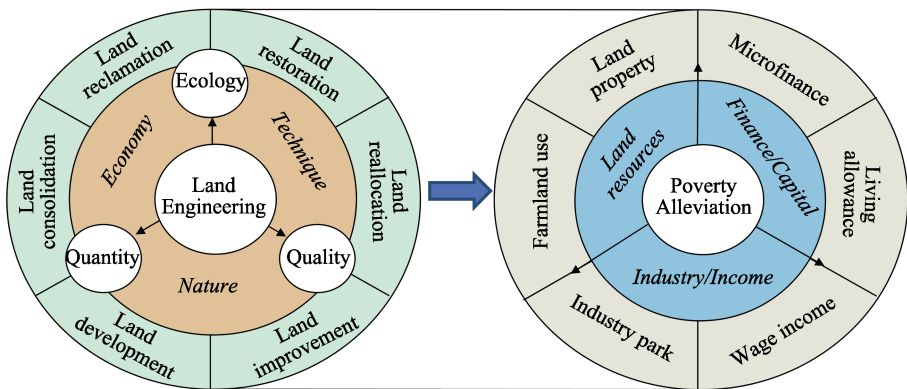 Land
reclamation
Land
restoration
Ecology
Economy
Technique
Land
consolidation
Land
Engineering
Land
reallocation
Quantity
Quality
Nature
Land
development
Land
improvement
Land
property
Microfinance
Land
resources
Finance/Capital
Farmland use
Poverty
Alleviation
Living
allowance
Industry/Income
Industry park
Wage income